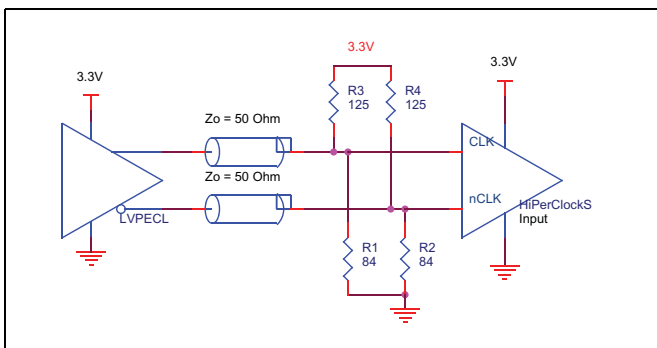 3.3V
3.3V
3.3V
R3
125
R4
125
Zo = 50 Ohm
CLK
Zo = 50 Ohm
nCLK
HiPerClockS
Input
LVPECL
R1
84
R2
84